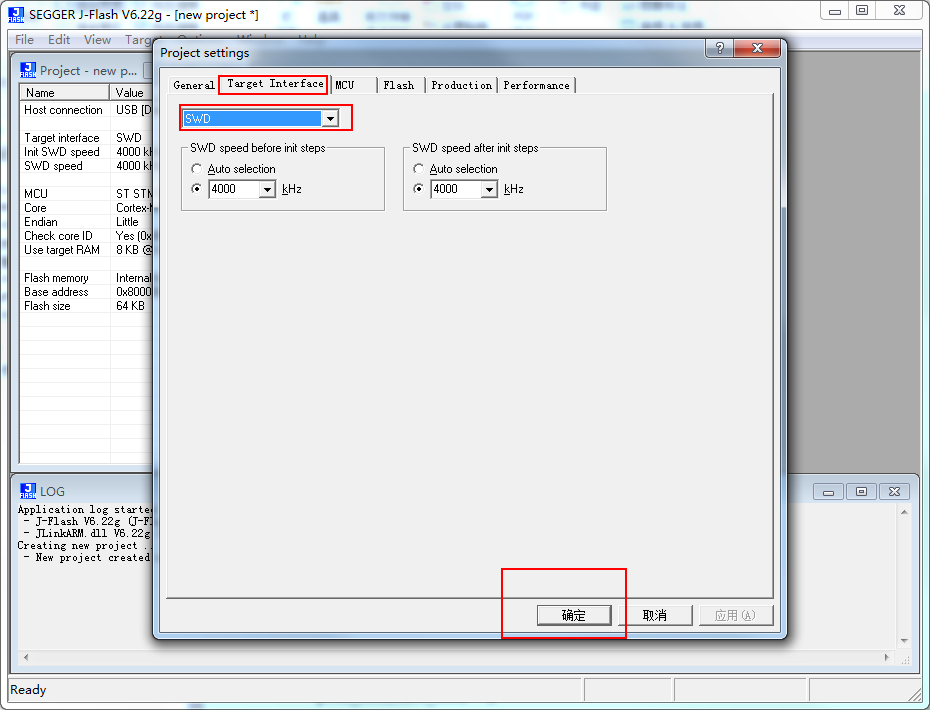 SEGGER J-Flash V6.22g - [new project *]
File Edit View
Project - new p...
Name Value
Host connection USB [D
Target interface SWD
Init SWD speed 4000 kH
SWD speed 4000 kH
MCU ST STM
Core Cortex-M
Endian Little
Check core ID Yes (0x
Use target RAM 8 KB @
Flash memory Internal
Base address 0x8000
Flash size 64 KB
Project settings
General Target Interface MCU Flash Production Performance
SWD
SWD speed before init steps
Auto selection
4000 kHz
SWD speed after init steps
Auto selection
4000 kHz
确定 取消 应用(A)
LOG
Application log starte
- J-Flash V6.22g (J-Fl
- JLinkARM.dll V6.22g
Creating new project ..
- New project created
Ready